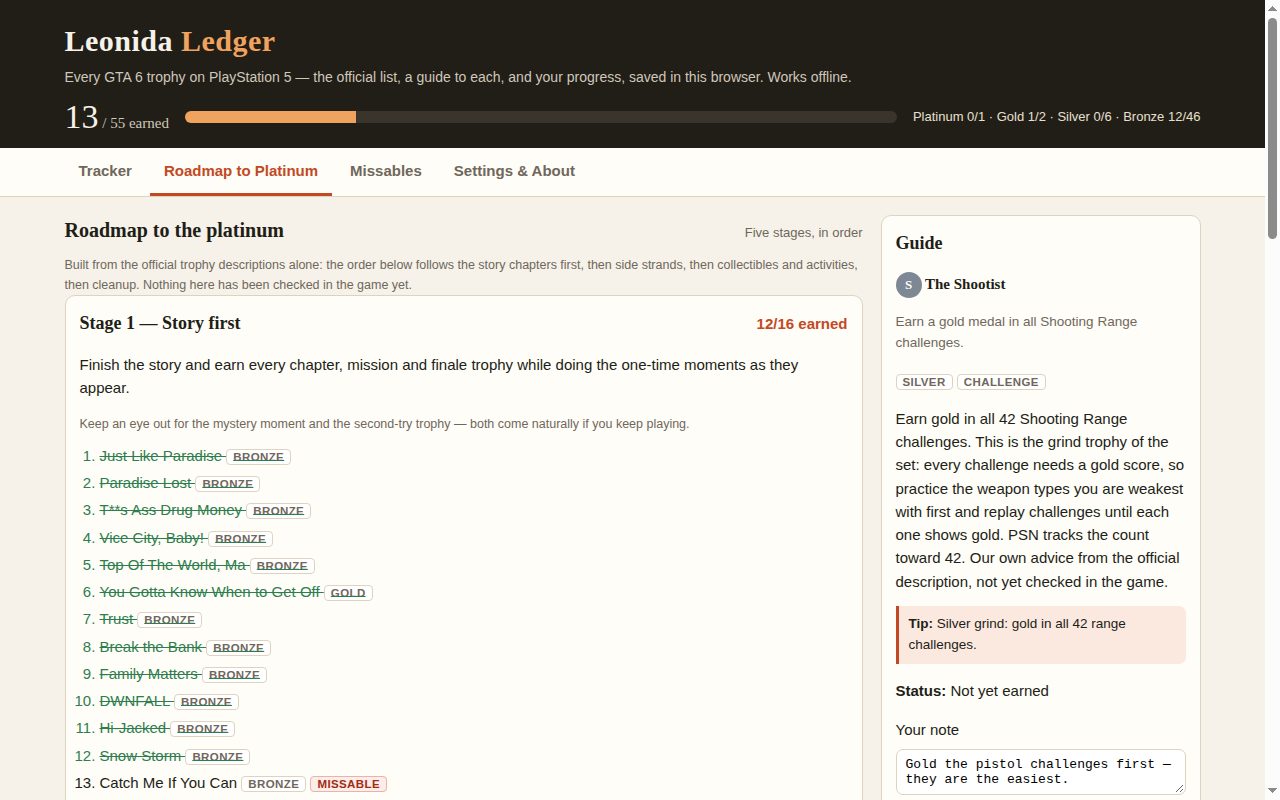 Leonida Ledger
Every GTA 6 trophy on PlayStation 5 — the official list, a guide to each, and your progress, saved in this browser. Works offline.
13 / 55 earned
Platinum 0/1 · Gold 1/2 · Silver 0/6 · Bronze 12/46
Tracker
Roadmap to Platinum
Missables
Settings & About
Roadmap to the platinum
Five stages, in order
Built from the official trophy descriptions alone: the order below follows the story chapters first, then side strands, then collectibles and activities,
then cleanup. Nothing here has been checked in the game yet.
Stage 1 — Story first
12/16 earned
Finish the story and earn every chapter, mission and finale trophy while doing the one-time moments as they
appear.
Keep an eye out for the mystery moment and the second-try trophy — both come naturally if you keep playing.
1. Just Like Paradise BRONZE
2. Paradise Lost BRONZE
3. T**s Ass Drug Money BRONZE
4. Vice City, Baby! BRONZE
5. Top Of The World, Ma BRONZE
6. You Gotta Know When to Get Off GOLD
7. Trust BRONZE
8. Break the Bank BRONZE
9. Family Matters BRONZE
10. DWNFALL BRONZE
11. Hi-Jacked BRONZE
12. Snow Storm BRONZE
13. Catch Me If You Can BRONZE MISSABLE
Guide
S The Shootist
Earn a gold medal in all Shooting Range
challenges.
SILVER CHALLENGE
Earn gold in all 42 Shooting Range
challenges. This is the grind trophy of the
set: every challenge needs a gold score, so
practice the weapon types you are weakest
with first and replay challenges until each
one shows gold. PSN tracks the count
toward 42. Our own advice from the official
description, not yet checked in the game.
Tip: Silver grind: gold in all 42 range
challenges.
Status: Not yet earned
Your note
Gold the pistol challenges first —
they are the easiest.